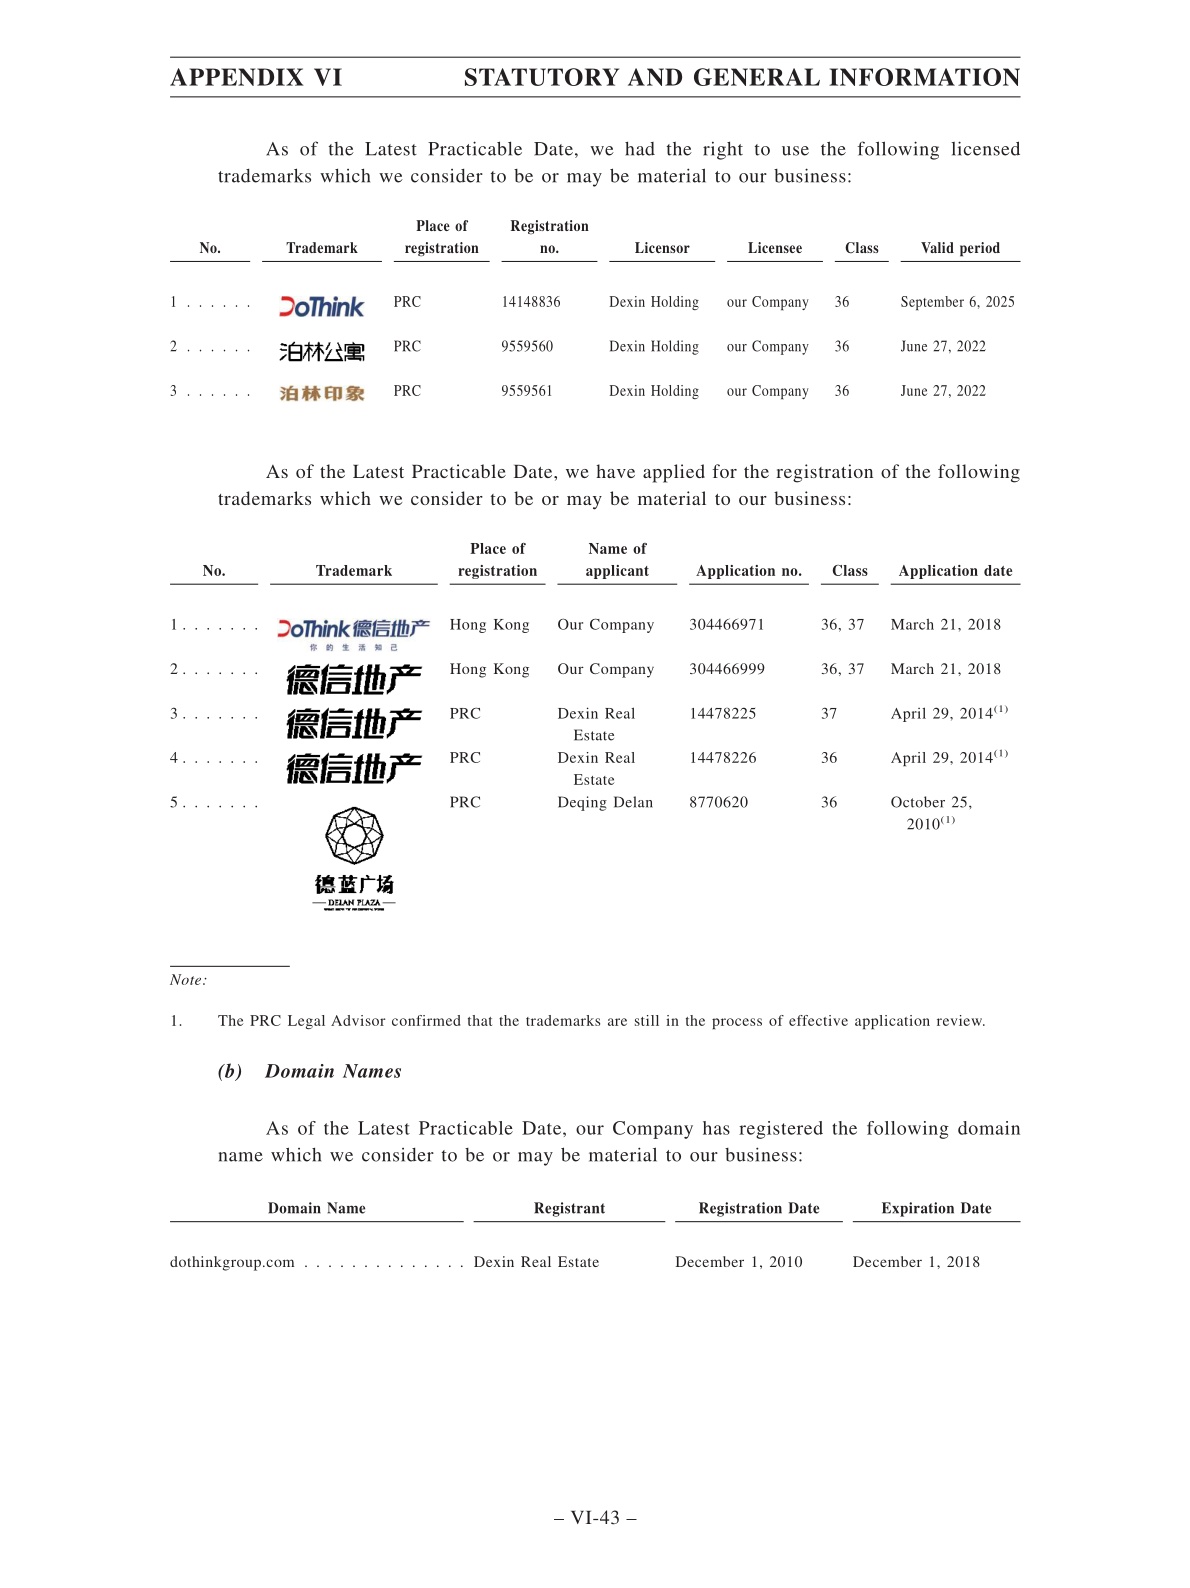 APPENDIX VI STATUTORY AND GENERAL INFORMATION
As of the Latest Practicable Date, we had the right to use the following licensed
trademarks which we consider to be or may be material to our business:
Place of Registration
No. Trademark registration no. Licensor Licensee Class Valid period
1 . . . . . . DoThink PRC 14148836 Dexin Holding our Company 36 September 6, 2025
2 . . . . . . 泊林公寓 PRC 9559560 Dexin Holding our Company 36 June 27, 2022
3 . . . . . . 泊林印象 PRC 9559561 Dexin Holding our Company 36 June 27, 2022
As of the Latest Practicable Date, we have applied for the registration of the following
trademarks which we consider to be or may be material to our business:
Place of Name of
No. Trademark registration applicant Application no. Class Application date
1 . . . . . . . DoThink 德信地产 Hong Kong Our Company 304466971 36, 37 March 21, 2018
你的生活知己
2 . . . . . . . 德信地产 Hong Kong Our Company 304466999 36, 37 March 21, 2018
3 . . . . . . . 德信地产 PRC Dexin Real 14478225 37 April 29, 2014(1)
Estate
4 . . . . . . . 德信地产 PRC Dexin Real 14478226 36 April 29, 2014(1)
Estate
5 . . . . . . . PRC Deqing Delan 8770620 36 October 25,
2010(1)
德蓝广场
DELAN PLAZA
Note:
1. The PRC Legal Advisor confirmed that the trademarks are still in the process of effective application review.
(b) Domain Names
As of the Latest Practicable Date, our Company has registered the following domain
name which we consider to be or may be material to our business:
Domain Name Registrant Registration Date Expiration Date
dothinkgroup.com . . . . . . . . . . . . . . Dexin Real Estate December 1, 2010 December 1, 2018
– VI-43 –